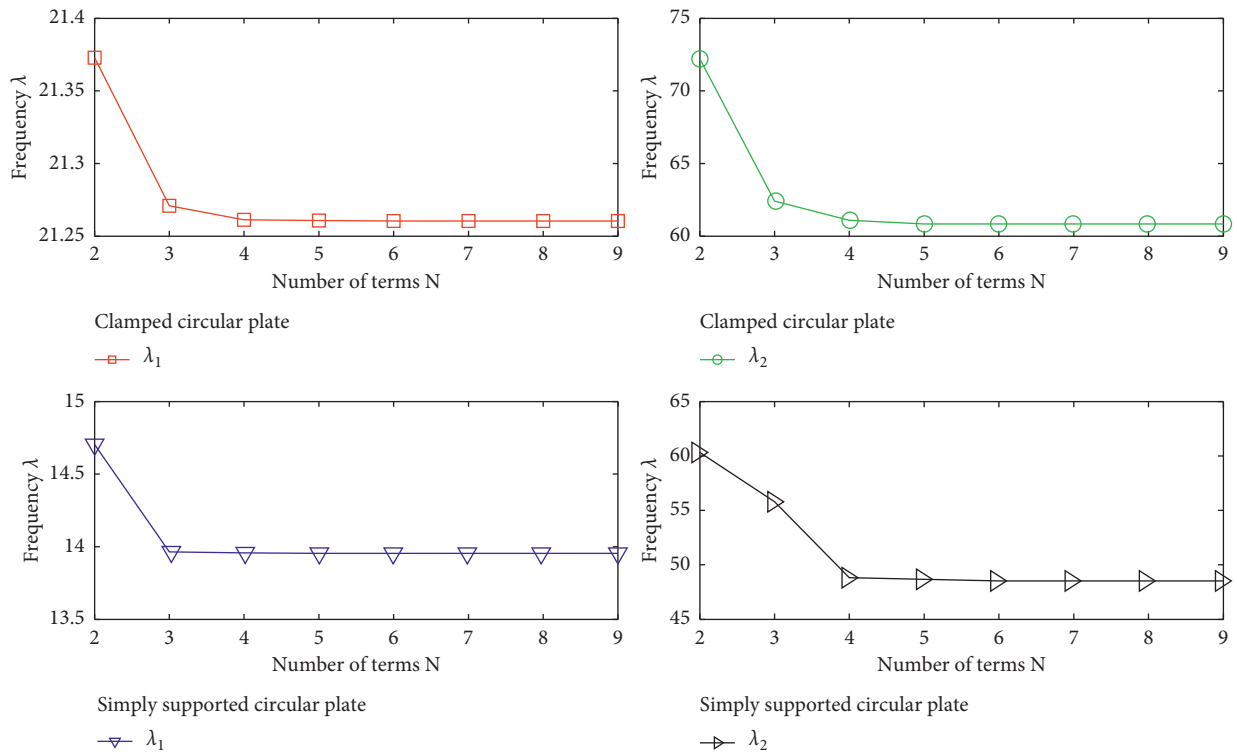 21.4
21.35
21.3
21.25
Frequency λ
2 3 4 5 6 7 8 9
Number of terms N
Clamped circular plate
λ1
75
70
65
60
Frequency λ
2 3 4 5 6 7 8 9
Number of terms N
Clamped circular plate
λ2
15
14.5
14
13.5
Frequency λ
2 3 4 5 6 7 8 9
Number of terms N
Simply supported circular plate
λ1
65
60
55
50
45
Frequency λ
2 3 4 5 6 7 8 9
Number of terms N
Simply supported circular plate
λ2